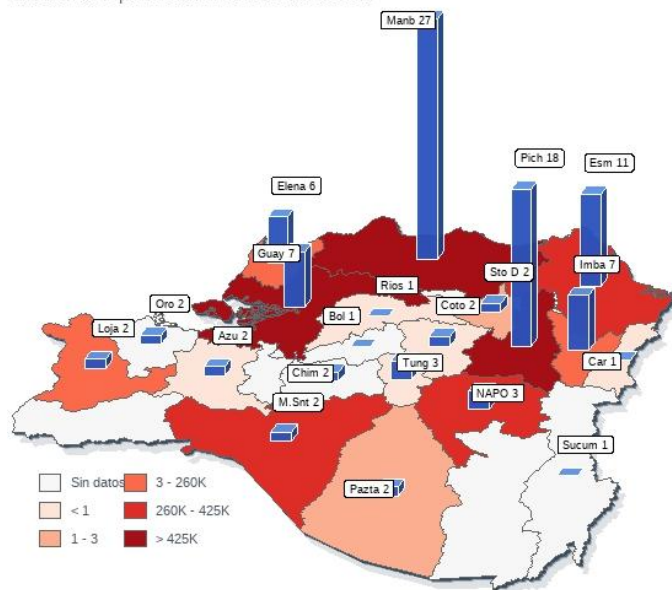 Manb 27
Pich 18
Esm 11
Elena 6
Guay 7
Imba 7
Sto D 2
Rios 1
Oro 2
Coto 2
Loja 2
Azu 2
Bol 1
Chim 2
Tung 3
Car 1
M.Snt 2
NAPO 3
Sucum 1
Pazta 2
Sin datos
3 - 260K
< 1
260K - 425K
1 - 3
> 425K